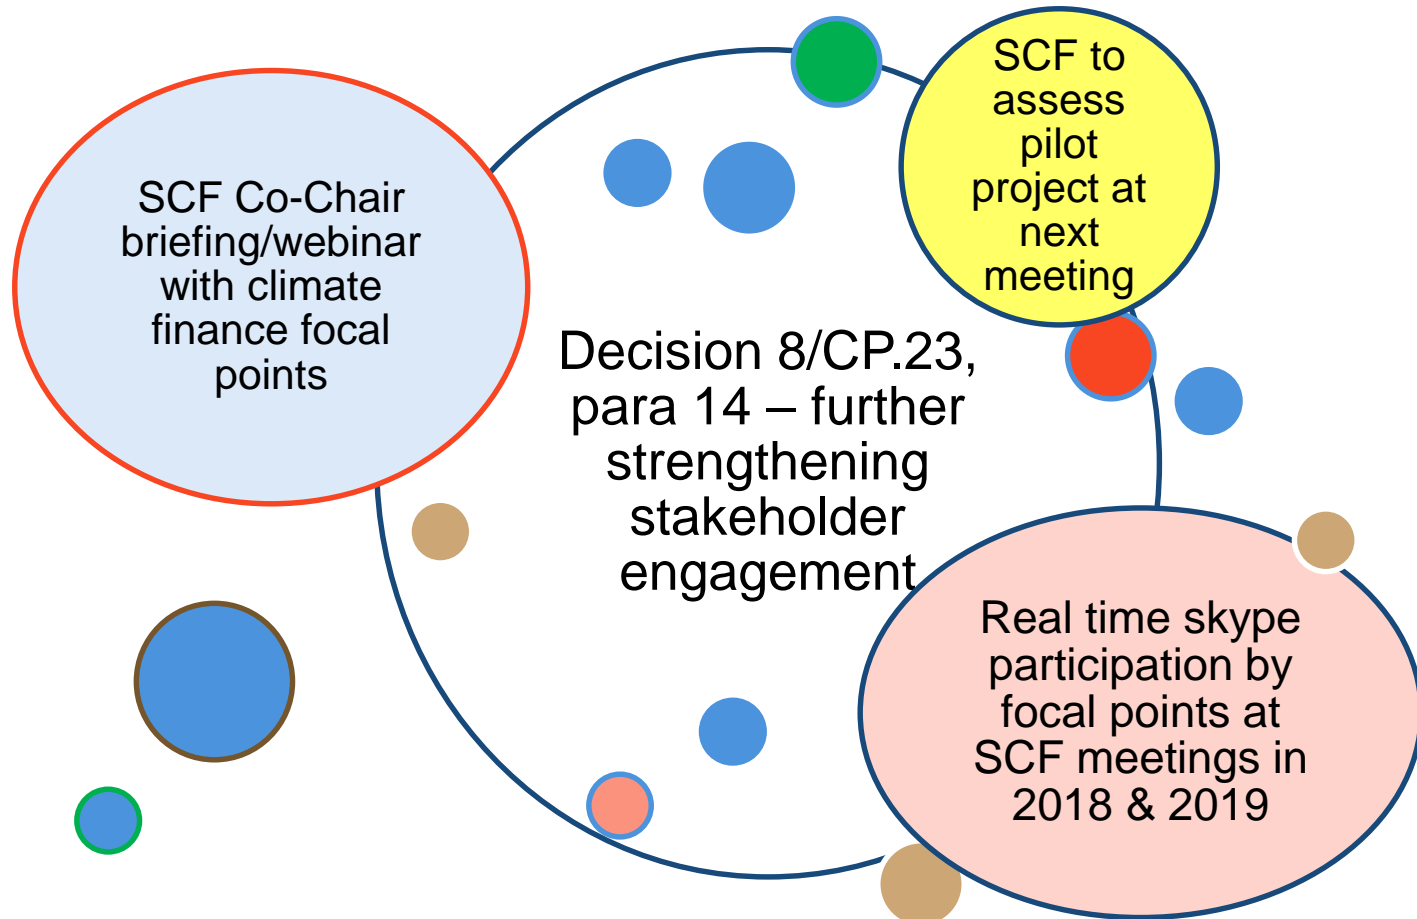 SCF Co-Chair
briefing/webinar
with climate
finance focal
points
SCF to
assess
pilot
project at
next
meeting
Decision 8/CP.23,
para 14 – further
strengthening
stakeholder
engagement
Real time skype
participation by
focal points at
SCF meetings in
2018 & 2019